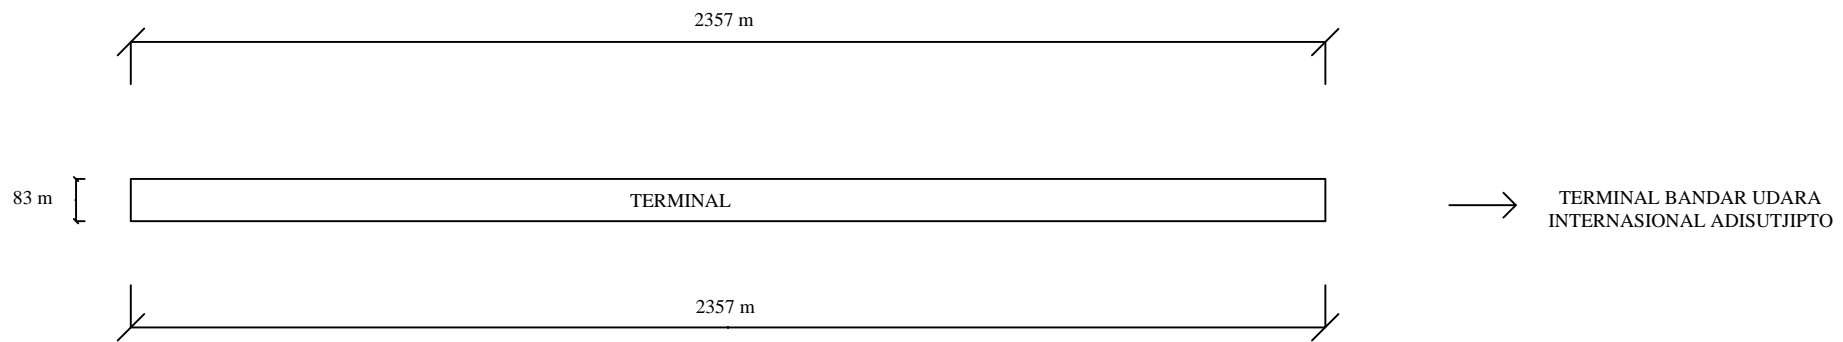 2357 m
83 m
TERMINAL
TERMINAL BANDAR UDARA
INTERNASIONAL ADISUTJIPTO
2357 m